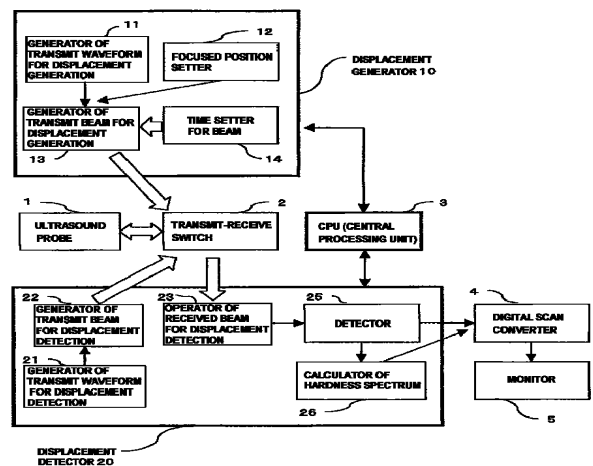 11
GENERATOR OF
TRANSMIT WAVEFORM
FOR DISPLACEMENT
GENERATION
12
FOCUSED POSITION
SETTER
GENERATOR OF
TRANSMIT BEAM FOR
DISPLACEMENT
GENERATION
13
TIME SETTER
FOR BEAM
14
DISPLACEMENT
GENERATOR 10
1
ULTRASOUND
PROBE
2
TRANSMIT-RECEIVE
SWITCH
3
CPU (CENTRAL
PROCESSING UNIT)
22
GENERATOR OF
TRANSMIT BEAM
FOR DISPLACEMENT
DETECTION
23
OPERATOR OF
RECEIVED BEAM
FOR DISPLACEMENT
DETECTION
25
DETECTOR
4
DIGITAL SCAN
CONVERTER
21
GENERATOR OF
TRANSMIT WAVEFORM
FOR DISPLACEMENT
DETECTION
CALCULATOR OF
HARDNESS SPECTRUM
26
MONITOR
5
DISPLACEMENT
DETECTOR 20